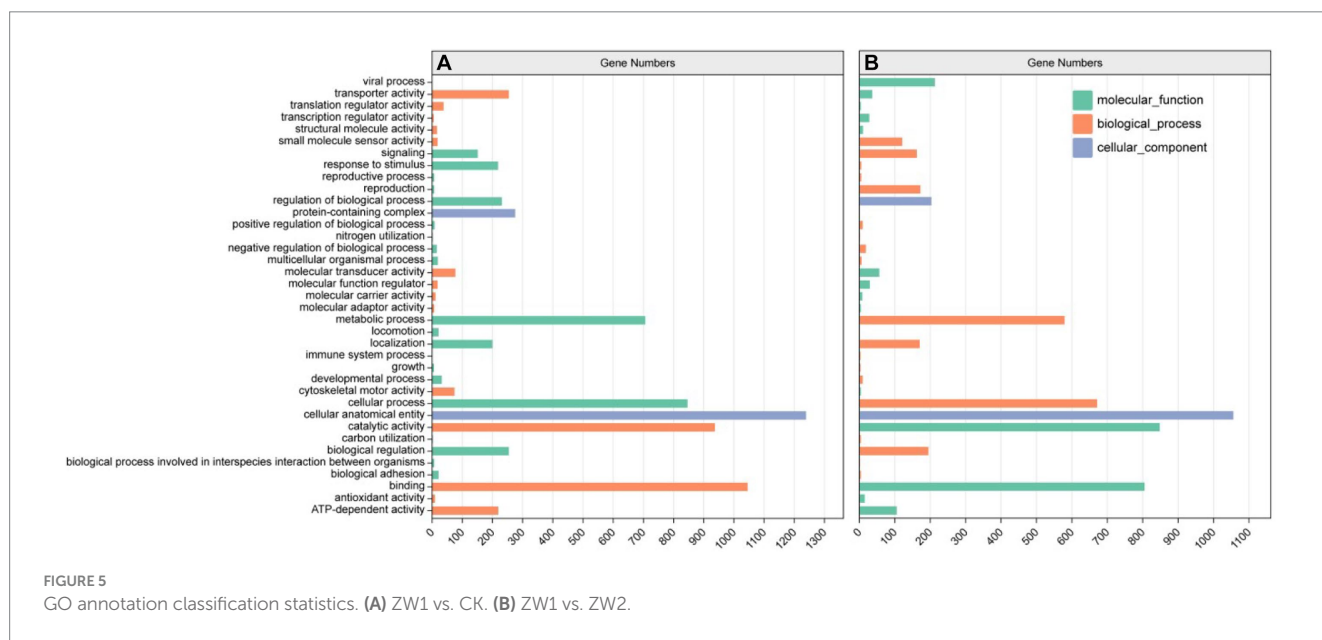 A
Gene Numbers
B
Gene Numbers
viral process
transporter activity
translation regulator activity
transcription regulator activity
structural molecule activity
small molecule sensor activity
signaling
response to stimulus
reproductive process
reproduction
regulation of biological process
protein-containing complex
positive regulation of biological process
nitrogen utilization
negative regulation of biological process
multicellular organismal process
molecular transducer activity
molecular function regulator
molecular carrier activity
molecular adaptor activity
metabolic process
locomotion
localization
immune system process
growth
developmental process
cytoskeletal motor activity
cellular process
cellular anatomical entity
catalytic activity
carbon utilization
biological regulation
biological process involved in interspecies interaction between organisms
biological adhesion
binding
antioxidant activity
ATP-dependent activity
molecular_function
biological_process
cellular_component
0 100 200 300 400 500 600 700 800 900 1000 1100 1200 1300
0 100 200 300 400 500 600 700 800 900 1000 1100
FIGURE 5
GO annotation classification statistics. (A) ZW1 vs. CK. (B) ZW1 vs. ZW2.